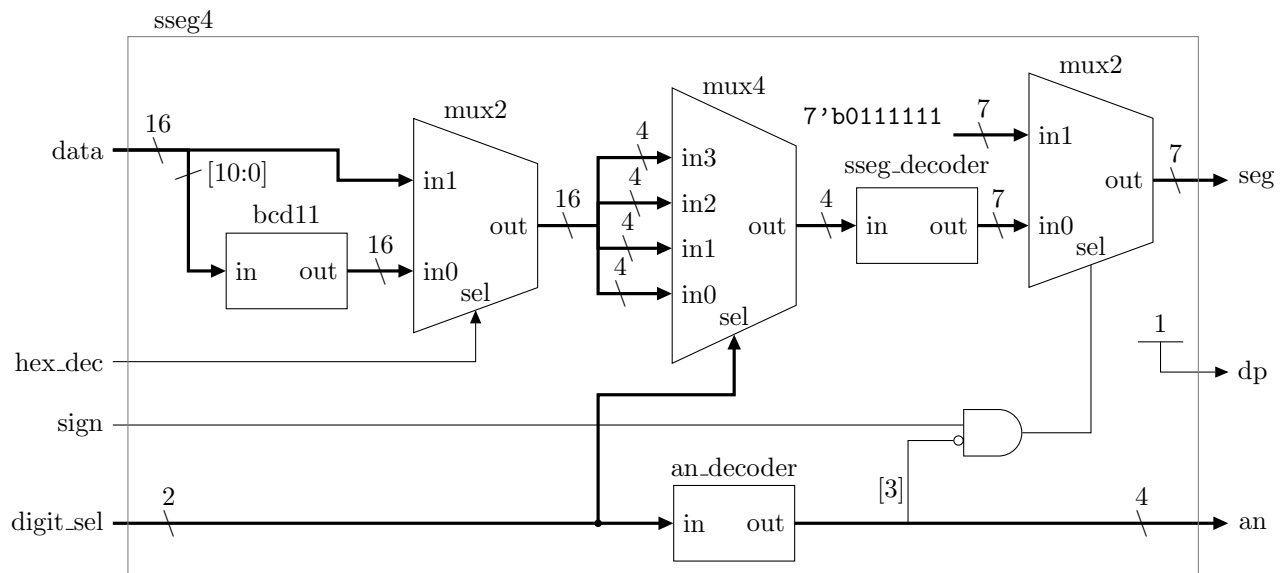 sseg4
mux2
mux4
mux2
16
4
7'b0111111
7
data
[10:0]
in3
in1
sseg_decoder
in1
4
in2
out
7
seg
bcd11
16
out
16
4
in1
out
4
in
out
7
in0
in
out
in0
4
in0
sel
sel
sel
1
hex_dec
dp
sign
an_decoder
[3]
digit_sel
2
in
out
4
an